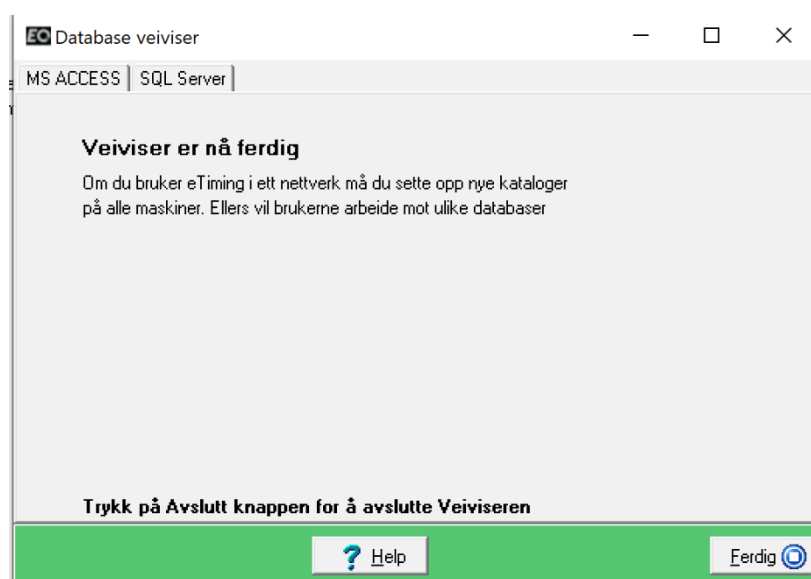 EQ Database veiviser
MS ACCESS SQL Server
Veiviser er nå ferdig
Om du bruker eTiming i ett nettverk må du sette opp nye kataloger
på alle maskiner. Ellers vil brukerne arbeide mot ulike databaser
Trykk på Avslutt knappen for å avslutte Veiviseren
? Help
Ferdig